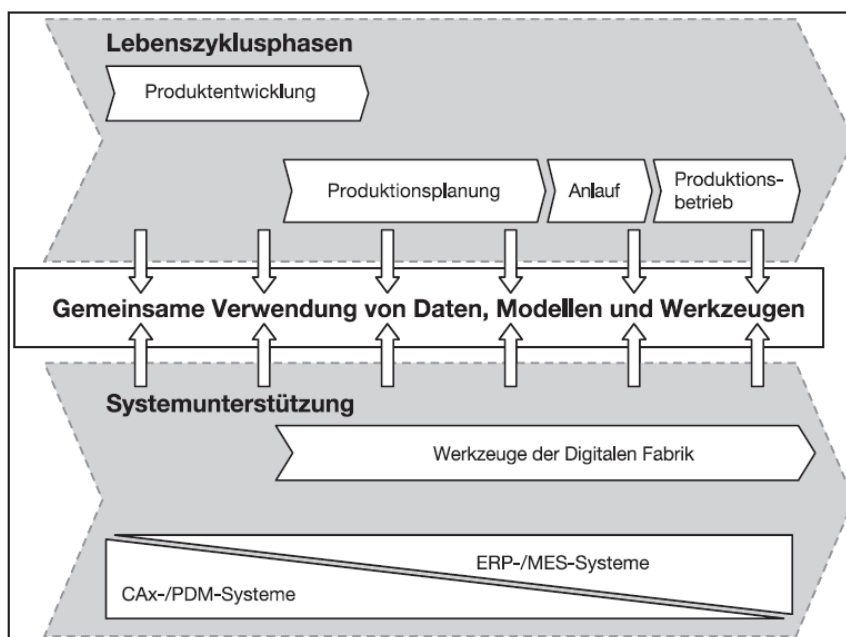 Lebenszyklusphasen
Produktentwicklung
Produktionsplanung
Anlauf
Produktions-
betrieb
Gemeinsame Verwendung von Daten, Modellen und Werkzeugen
Systemunterstützung
Werkzeuge der Digitalen Fabrik
ERP-/MES-Systeme
CAx-/PDM-Systeme